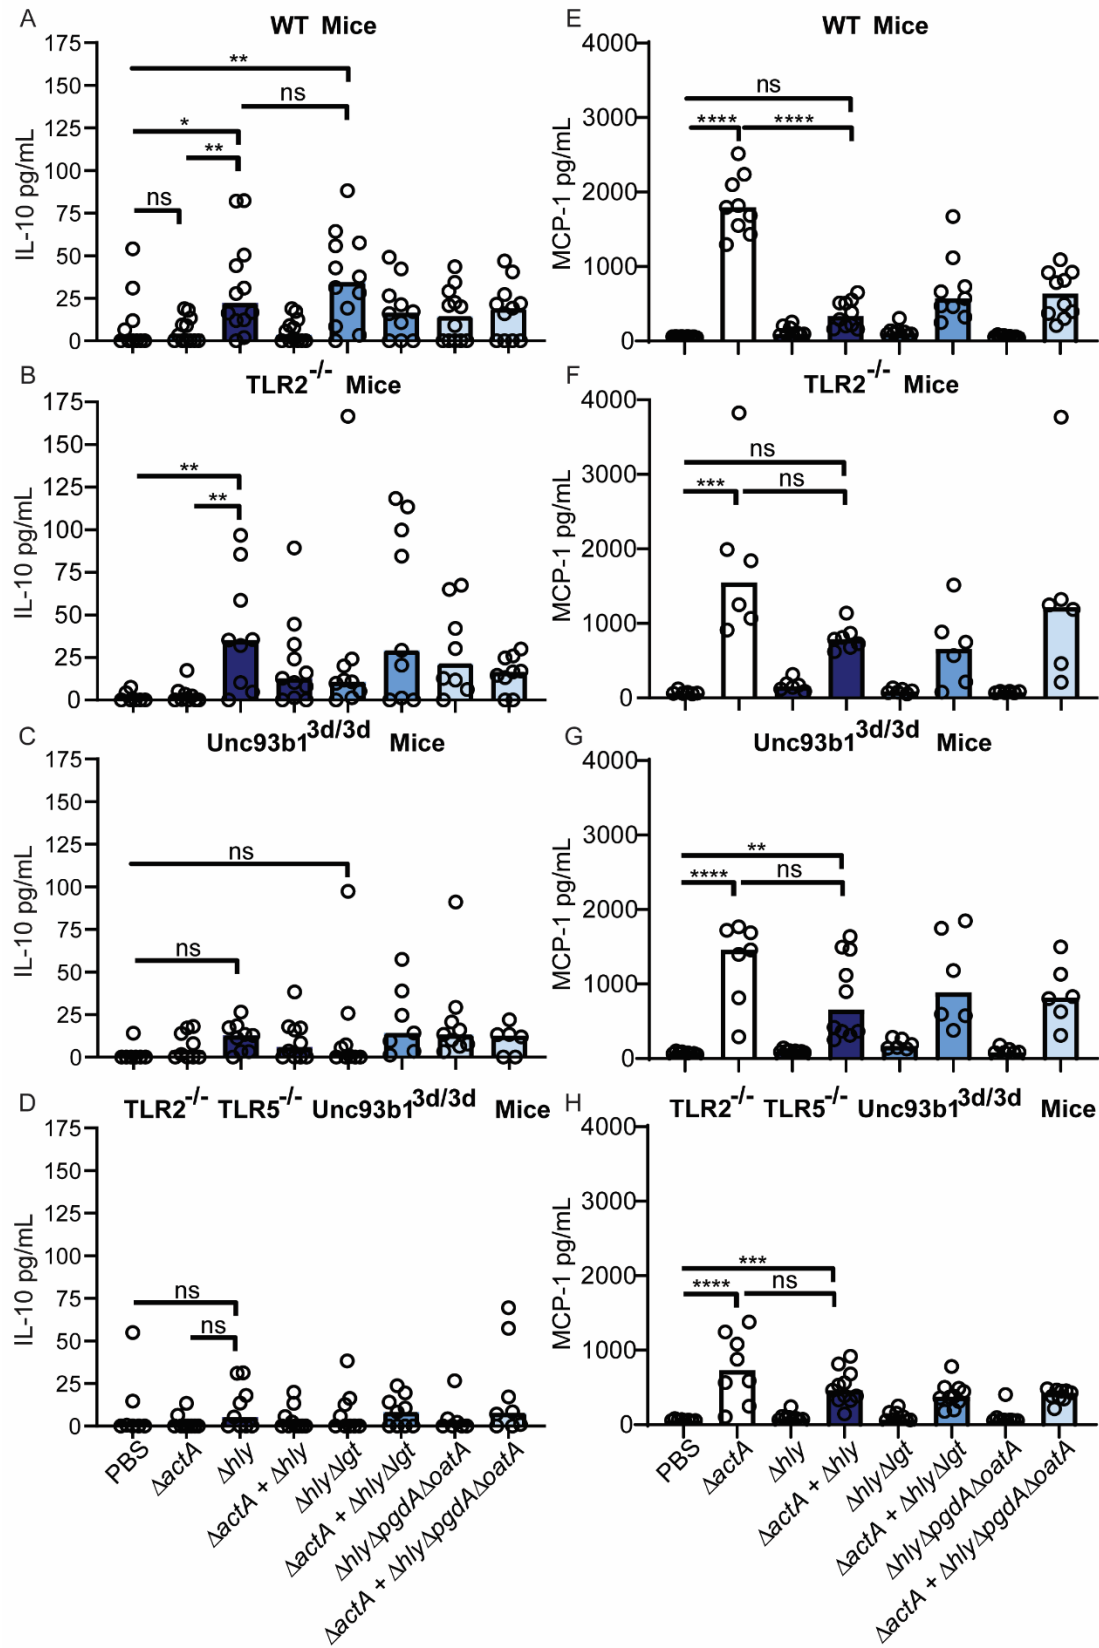 A
WT Mice
IL-10 pg/mL
175
150
125
100
75
50
25
0
**
ns
*
**
ns
B
TLR2-/- Mice
IL-10 pg/mL
175
150
125
100
75
50
25
0
**
**
C
Unc93b13d/3d Mice
IL-10 pg/mL
175
150
125
100
75
50
25
0
ns
ns
D
TLR2-/- TLR5-/- Unc93b13d/3d Mice
IL-10 pg/mL
175
150
125
100
75
50
25
0
ns
ns
PBS
ΔactA
Δhly
ΔactA + Δhly
ΔhlyΔlgt
ΔactA + ΔhlyΔlgt
ΔhlyΔpgdAΔoatA
ΔactA + ΔhlyΔpgdAΔoatA
E
WT Mice
MCP-1 pg/mL
4000
3000
2000
1000
0
ns
**** ****
F
TLR2-/- Mice
MCP-1 pg/mL
4000
3000
2000
1000
0
ns
*** ns
G
Unc93b13d/3d Mice
MCP-1 pg/mL
4000
3000
2000
1000
0
**
**** ns
H
TLR2-/- TLR5-/- Unc93b13d/3d Mice
MCP-1 pg/mL
4000
3000
2000
1000
0
***
**** ns
PBS
ΔactA
Δhly
ΔactA + Δhly
ΔhlyΔlgt
ΔactA + ΔhlyΔlgt
ΔhlyΔpgdAΔoatA
ΔactA + ΔhlyΔpgdAΔoatA